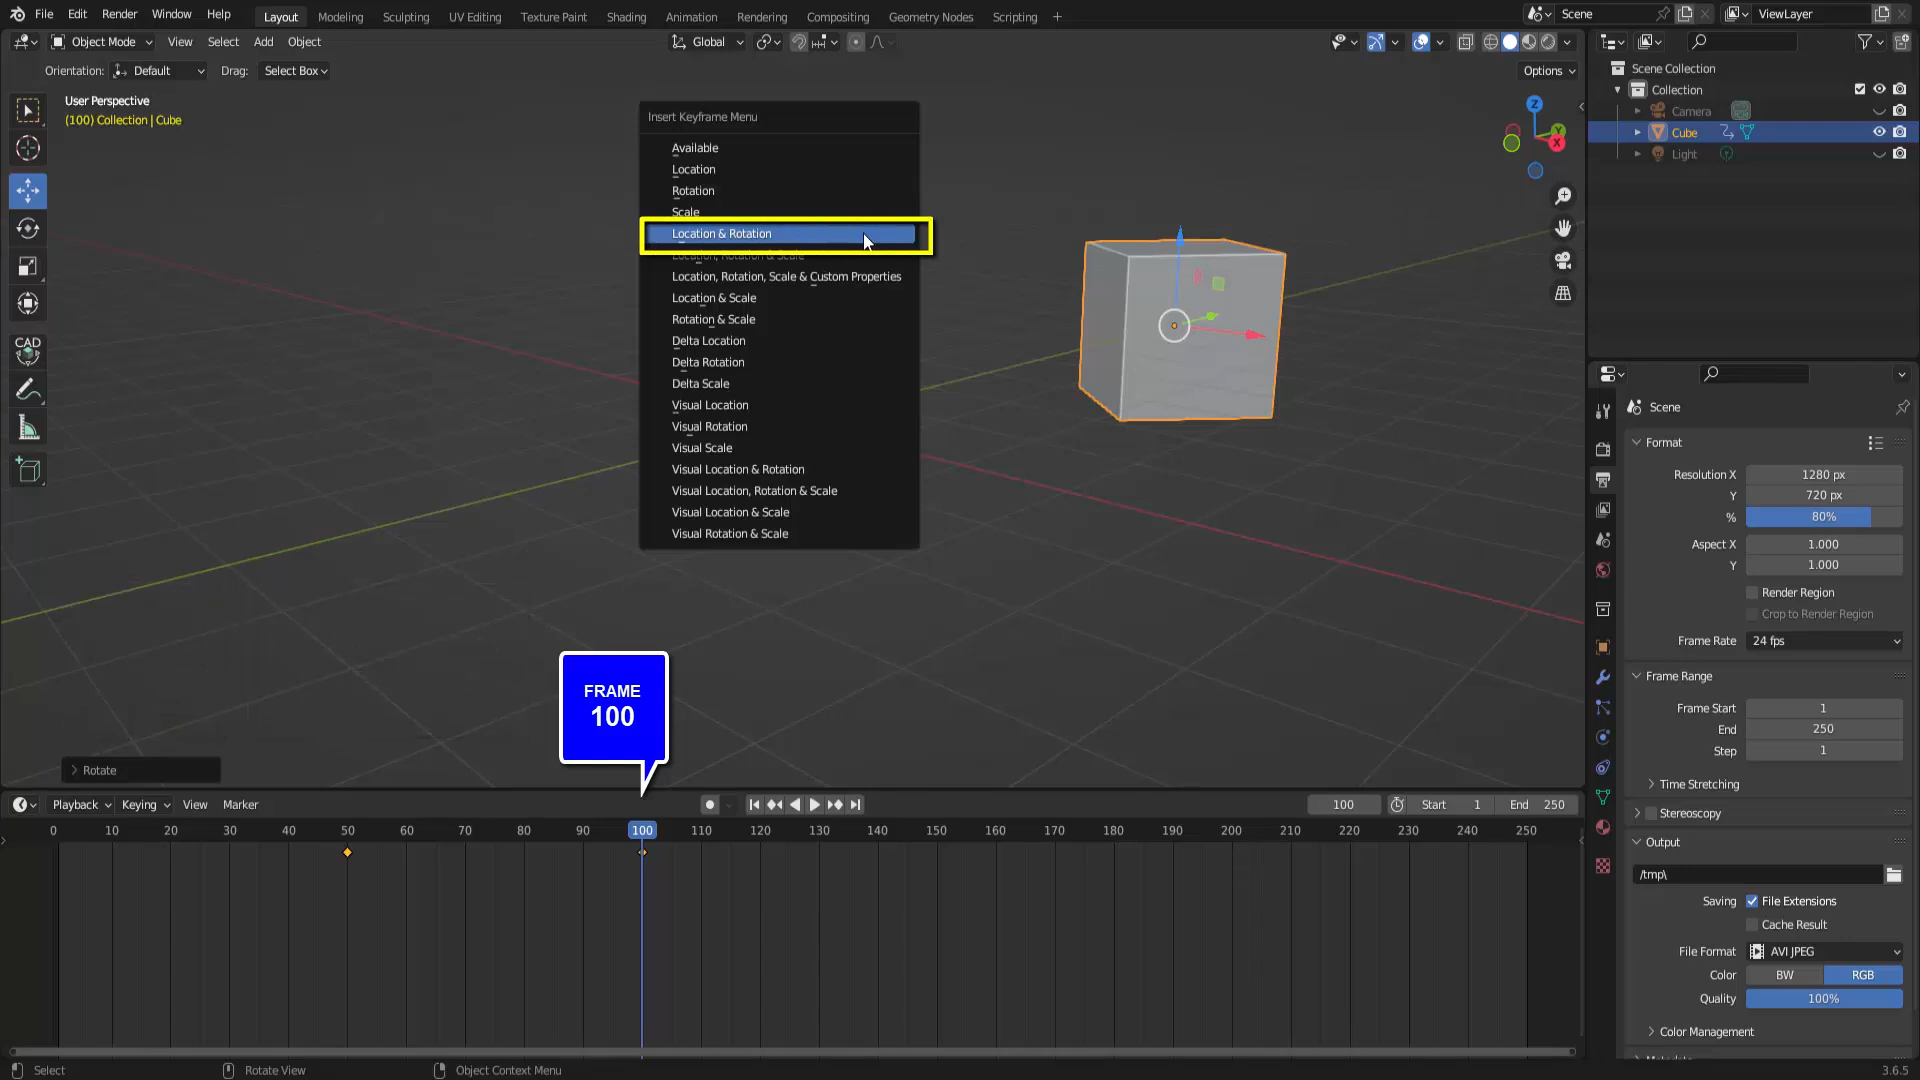 File Edit Render Window Help Layout Modeling Sculpting UV Editing Texture Paint Shading Animation Rendering Compositing Geometry Nodes Scripting + Scene ViewLayer
Object Mode View Select Add Object Global
Orientation: Default Drag: Select Box Options
User Perspective
(100) Collection | Cube
CAD
Insert Keyframe Menu
Available
Location
Rotation
Scale
Location & Rotation
Location, Rotation & Scale
Location, Rotation, Scale & Custom Properties
Location & Scale
Rotation & Scale
Delta Location
Delta Rotation
Delta Scale
Visual Location
Visual Rotation
Visual Scale
Visual Location & Rotation
Visual Location, Rotation & Scale
Visual Location & Scale
Visual Rotation & Scale
Z
Y
X
FRAME
100
Rotate
Scene Collection
Collection
Camera
Cube
Light
Scene
Format
Resolution X 1280 px
Y 720 px
% 80%
Aspect X 1.000
Y 1.000
Render Region
Crop to Render Region
Frame Rate 24 fps
Frame Range
Frame Start 1
End 250
Step 1
Time Stretching
Stereoscopy
Output
/tmp\
Saving File Extensions
Cache Result
File Format AVI JPEG
Color BW RGB
Quality 100%
Color Management
Playback Keying View Marker 100 Start 1 End 250
0 10 20 30 40 50 60 70 80 90 100 110 120 130 140 150 160 170 180 190 200 210 220 230 240 250
Select Rotate View Object Context Menu 3.6.5